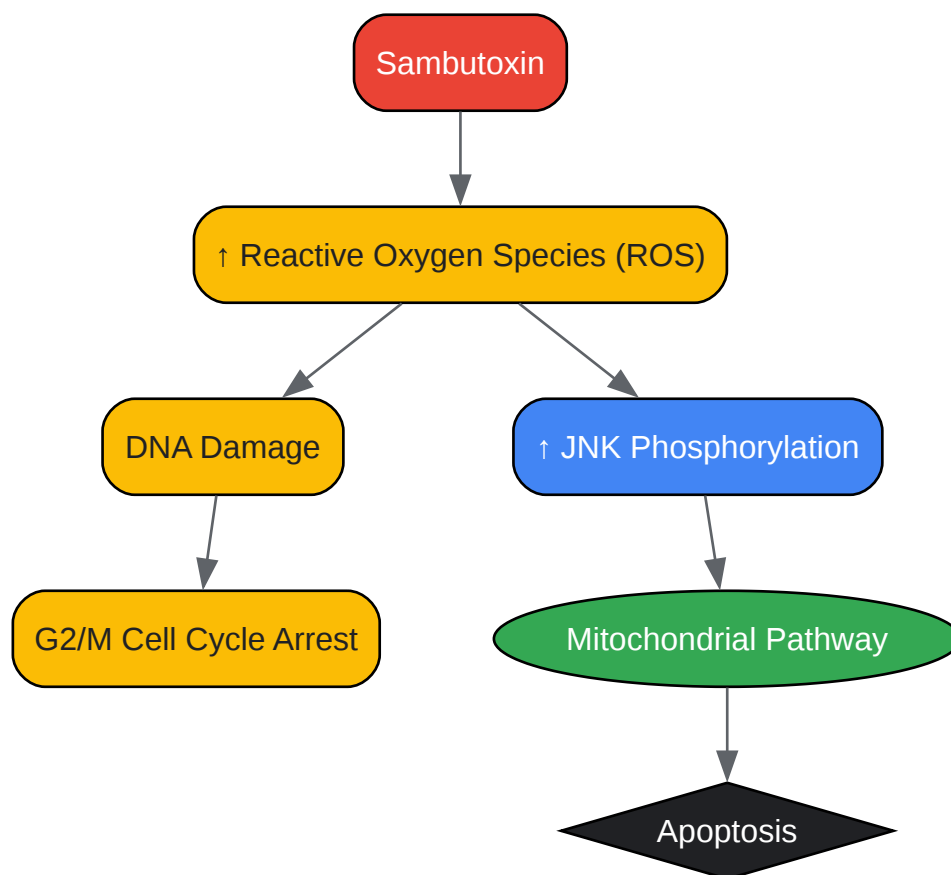 Sambutoxin
↑ Reactive Oxygen Species (ROS)
DNA Damage
↑ JNK Phosphorylation
G2/M Cell Cycle Arrest
Mitochondrial Pathway
Apoptosis